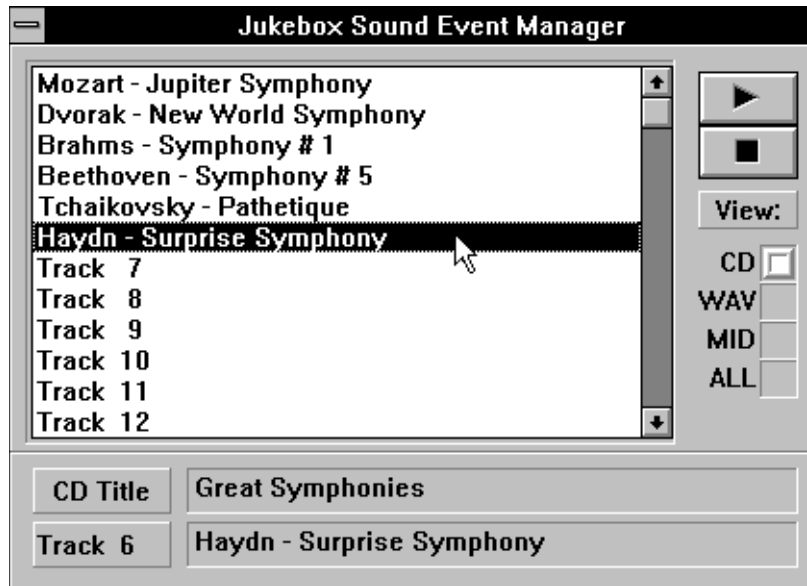 Jukebox Sound Event Manager
Mozart - Jupiter Symphony
Dvorak - New World Symphony
Brahms - Symphony # 1
Beethoven - Symphony # 5
Tchaikovsky - Pathetique
Haydn - Surprise Symphony
Track 7
Track 8
Track 9
Track 10
Track 11
Track 12
View:
CD
WAV
MID
ALL
CD Title Great Symphonies
Track 6 Haydn - Surprise Symphony